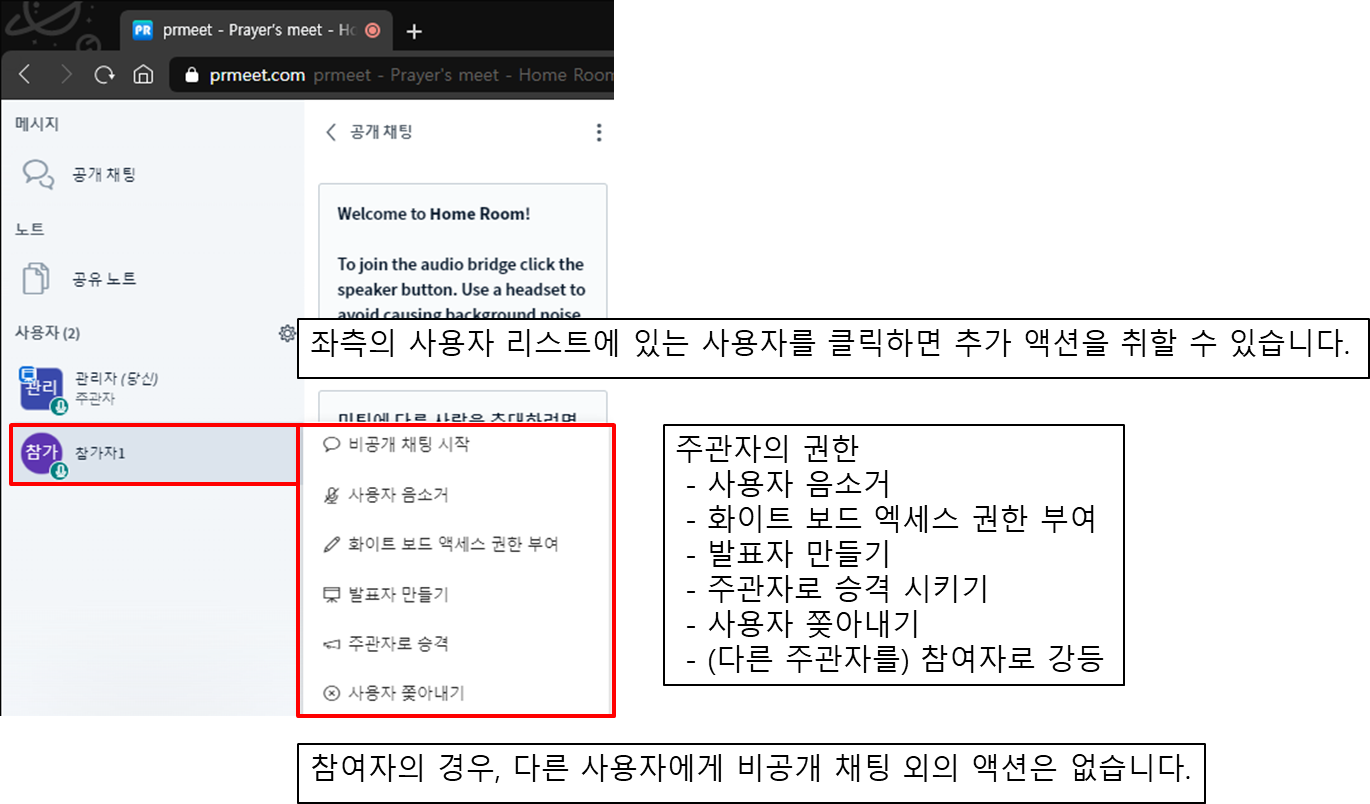 PR prmeet - Prayer's meet - Ho
prmeet.com prmeet - Prayer's meet - Home Room
메시지
공개 채팅
노트
공유 노트
사용자 (2)
관리 관리자 (당신)
주관자
참가 참가자1
공개 채팅
Welcome to Home Room!
To join the audio bridge click the
speaker button. Use a headset to
avoid causing background noise
좌측의 사용자 리스트에 있는 사용자를 클릭하면 추가 액션을 취할 수 있습니다.
미팅에 다른 사람을 초대하려면
비공개 채팅 시작
사용자 음소거
화이트 보드 액세스 권한 부여
발표자 만들기
주관자로 승격
사용자 쫓아내기
주관자의 권한
- 사용자 음소거
- 화이트 보드 엑세스 권한 부여
- 발표자 만들기
- 주관자로 승격 시키기
- 사용자 쫓아내기
- (다른 주관자를) 참여자로 강등
참여자의 경우, 다른 사용자에게 비공개 채팅 외의 액션은 없습니다.